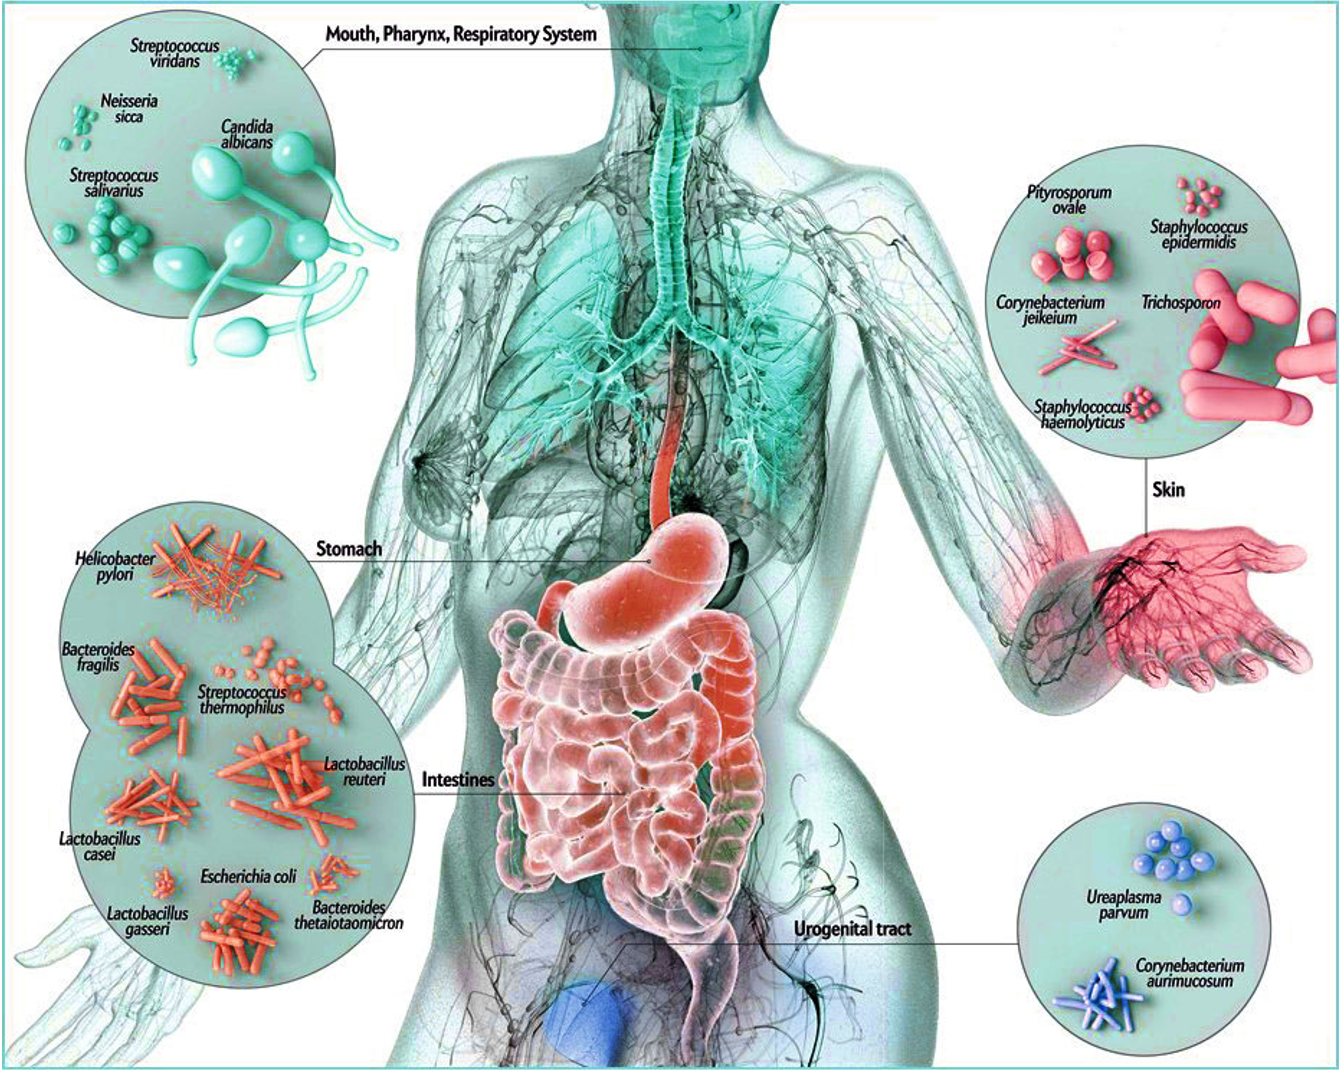 Mouth, Pharynx, Respiratory System
Streptococcus
viridans
Neisseria
sicca
Candida
albicans
Streptococcus
salivarius
Pityrosporum
ovale
Staphylococcus
epidermidis
Corynebacterium
jeikeium
Trichosporon
Staphylococcus
haemolyticus
Skin
Stomach
Helicobacter
pylori
Bacteroides
fragilis
Streptococcus
thermophilus
Lactobacillus
reuteri
Intestines
Lactobacillus
casei
Escherichia coli
Lactobacillus
gasseri
Bacteroides
thetaiotaomicron
Urogenital tract
Ureaplasma
parvum
Corynebacterium
aurimucosum